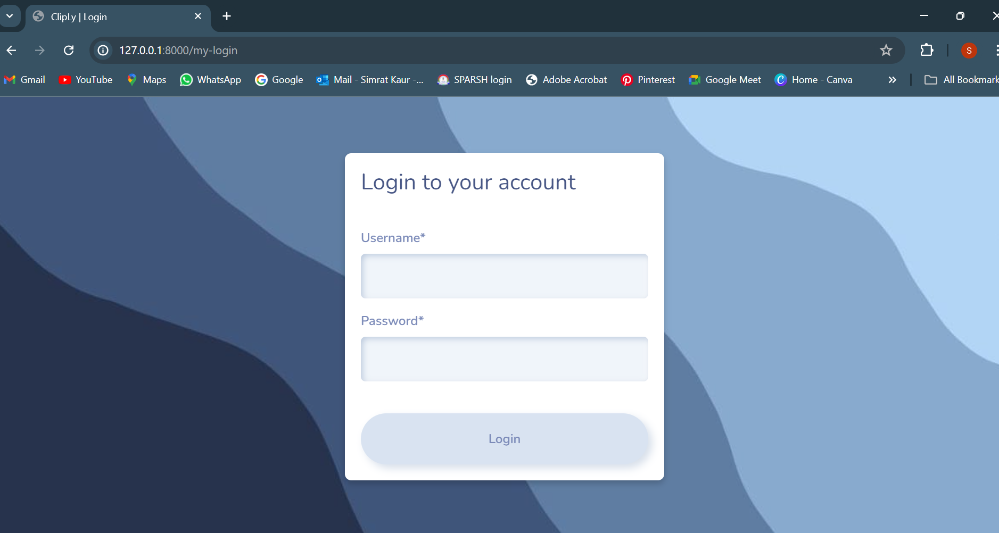 ClipLy | Login
127.0.0.1:8000/my-login
S
Gmail YouTube Maps WhatsApp Google Mail - Simrat Kaur -... SPARSH login Adobe Acrobat Pinterest Google Meet Home - Canva All Bookmark
Login to your account
Username*
Password*
Login